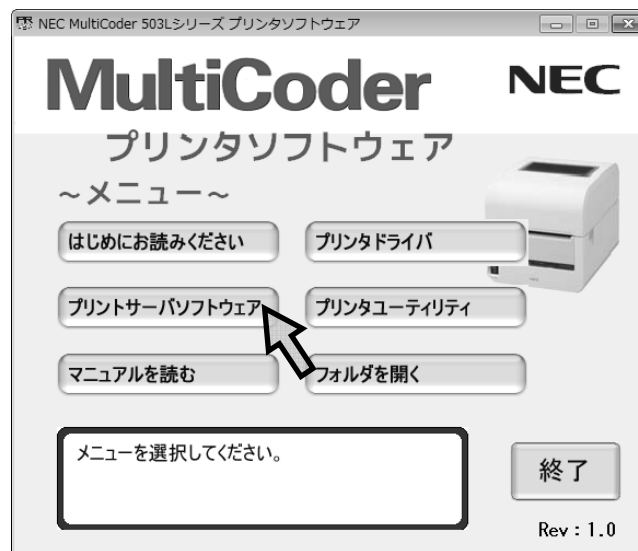 NEC MultiCoder 503Lシリーズ プリンタソフトウェア
MultiCoder NEC
プリンタソフトウェア
～メニュー～
はじめにお読みください プリンタドライバ
プリントサーバソフトウェア プリンタユーティリティ
マニュアルを読む フォルダを開く
メニューを選択してください。
終了
Rev：1.0